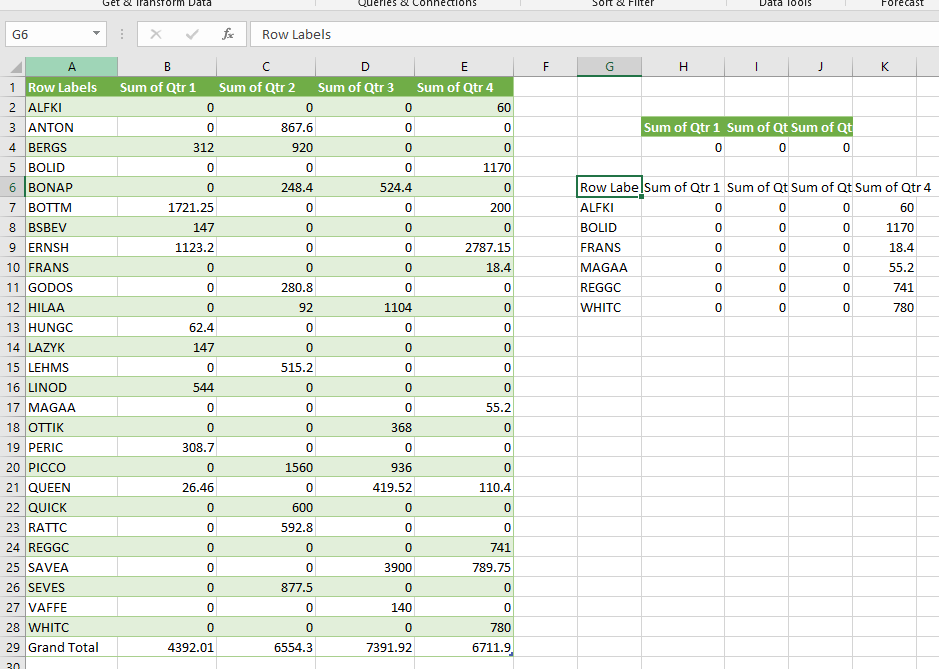 Get & Transform Data Queries & Connections Sort & Filter Data Tools Forecast
G6 fx Row Labels
A B C D E F G H I J K
1 Row Labels Sum of Qtr 1 Sum of Qtr 2 Sum of Qtr 3 Sum of Qtr 4
2 ALFKI 0 0 0 60
3 ANTON 0 867.6 0 0 Sum of Qtr 1 Sum of Qt Sum of Qt
4 BERGS 312 920 0 0 0 0 0
5 BOLID 0 0 0 1170
6 BONAP 0 248.4 524.4 0 Row Labe Sum of Qtr 1 Sum of Qt Sum of Qt Sum of Qtr 4
7 BOTTM 1721.25 0 0 200 ALFKI 0 0 0 60
8 BSBEV 147 0 0 0 BOLID 0 0 0 1170
9 ERNSH 1123.2 0 0 2787.15 FRANS 0 0 0 18.4
10 FRANS 0 0 0 18.4 MAGAA 0 0 0 55.2
11 GODOS 0 280.8 0 0 REGGC 0 0 0 741
12 HILAA 0 92 1104 0 WHITC 0 0 0 780
13 HUNGC 62.4 0 0 0
14 LAZYK 147 0 0 0
15 LEHMS 0 515.2 0 0
16 LINOD 544 0 0 0
17 MAGAA 0 0 0 55.2
18 OTTIK 0 0 368 0
19 PERIC 308.7 0 0 0
20 PICCO 0 1560 936 0
21 QUEEN 26.46 0 419.52 110.4
22 QUICK 0 600 0 0
23 RATTC 0 592.8 0 0
24 REGGC 0 0 0 741
25 SAVEA 0 0 3900 789.75
26 SEVES 0 877.5 0 0
27 VAFFE 0 0 140 0
28 WHITC 0 0 0 780
29 Grand Total 4392.01 6554.3 7391.92 6711.9
30